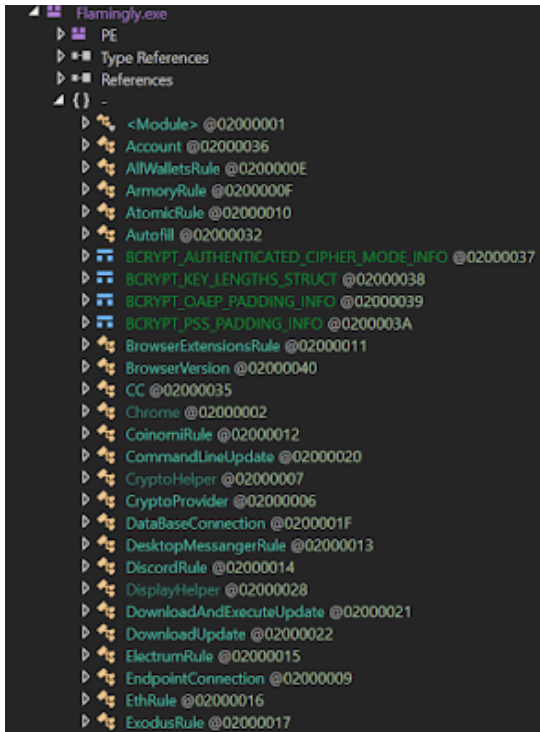 Flamingly.exe
PE
Type References
References
{} -
<Module> @02000001
Account @02000036
AllWalletsRule @0200000E
ArmoryRule @0200000F
AtomicRule @02000010
Autofill @02000032
BCRYPT_AUTHENTICATED_CIPHER_MODE_INFO @02000037
BCRYPT_KEY_LENGTHS_STRUCT @02000038
BCRYPT_OAEP_PADDING_INFO @02000039
BCRYPT_PSS_PADDING_INFO @0200003A
BrowserExtensionsRule @02000011
BrowserVersion @02000040
CC @02000035
Chrome @02000002
CoinomiRule @02000012
CommandLineUpdate @02000020
CryptoHelper @02000007
CryptoProvider @02000006
DataBaseConnection @0200001F
DesktopMessangerRule @02000013
DiscordRule @02000014
DisplayHelper @02000028
DownloadAndExecuteUpdate @02000021
DownloadUpdate @02000022
ElectrumRule @02000015
EndpointConnection @02000009
EthRule @02000016
ExodusRule @02000017